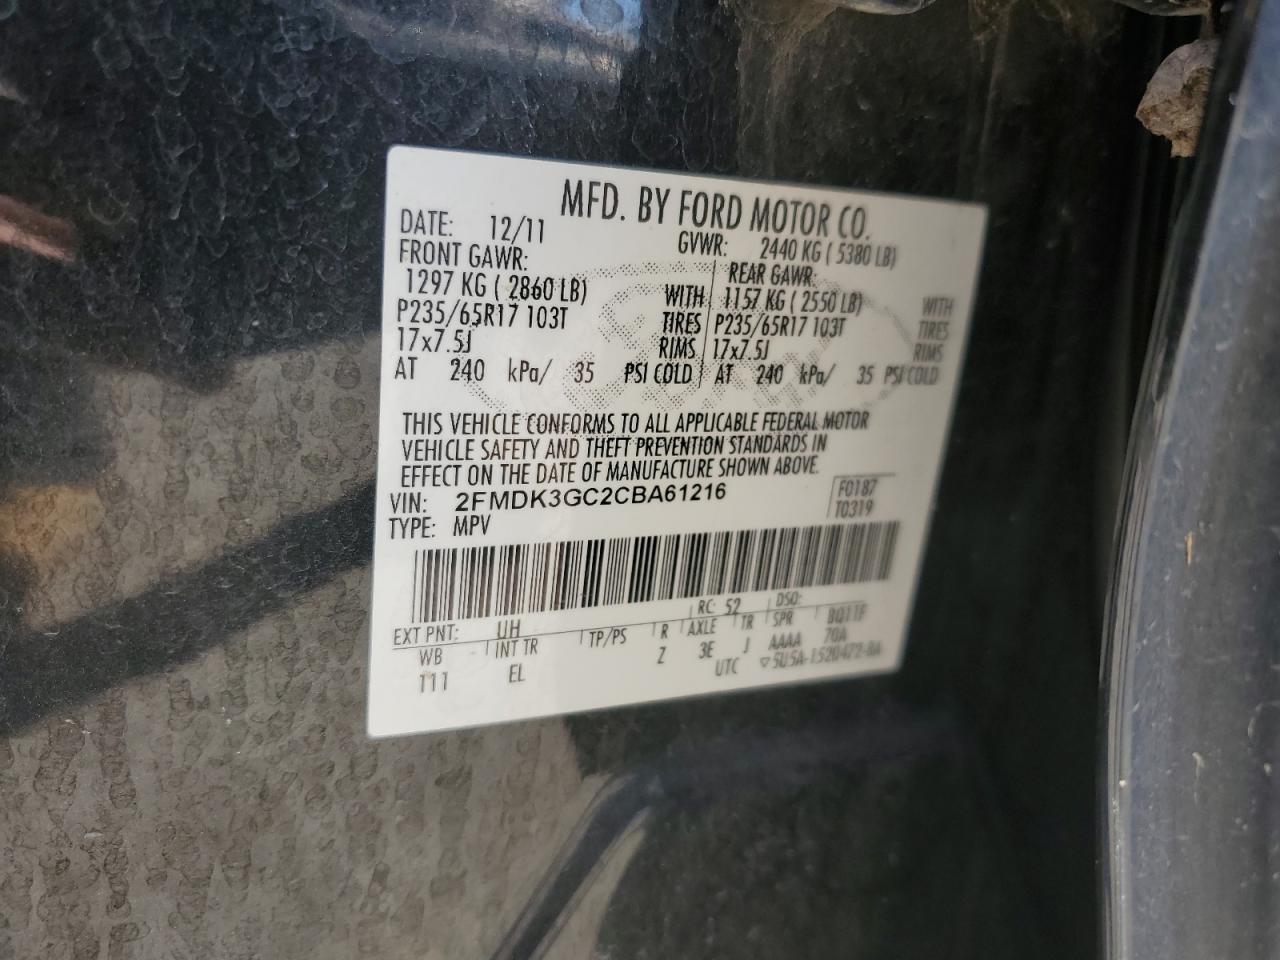 MFD. BY FORD MOTOR CO.
DATE: 12/11 GVWR: 2440 KG ( 5380 LB)
FRONT GAWR: REAR GAWR:
1297 KG ( 2860 LB) WITH 1157 KG ( 2550 LB) WITH
P235/65R17 103T TIRES P235/65R17 103T TIRES
17x7.5J RIMS 17x7.5J RIMS
AT 240 kPa/ 35 PSI COLD AT 240 kPa/ 35 PSI COLD
THIS VEHICLE CONFORMS TO ALL APPLICABLE FEDERAL MOTOR
VEHICLE SAFETY AND THEFT PREVENTION STANDARDS IN
EFFECT ON THE DATE OF MANUFACTURE SHOWN ABOVE.
VIN: 2FMDK3GC2CBA61216 F0187
TYPE: MPV T0319
EXT PNT: UH RC: 52 DSO:
WB INT TR TP/PS R AXLE TR SPR BQ11F
T11 EL Z 3E J AAAA 70A
UTC ▽5U5A-1520472-BA